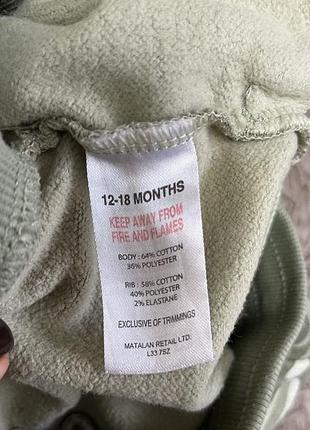 12-18 MONTHS
KEEP AWAY FROM
FIRE AND FLAMES
BODY : 64% COTTON
36% POLYESTER
RIB : 58% COTTON
40% POLYESTER
2% ELASTANE
EXCLUSIVE OF TRIMMINGS
MATALAN RETAIL LTD.
L33 7SZ